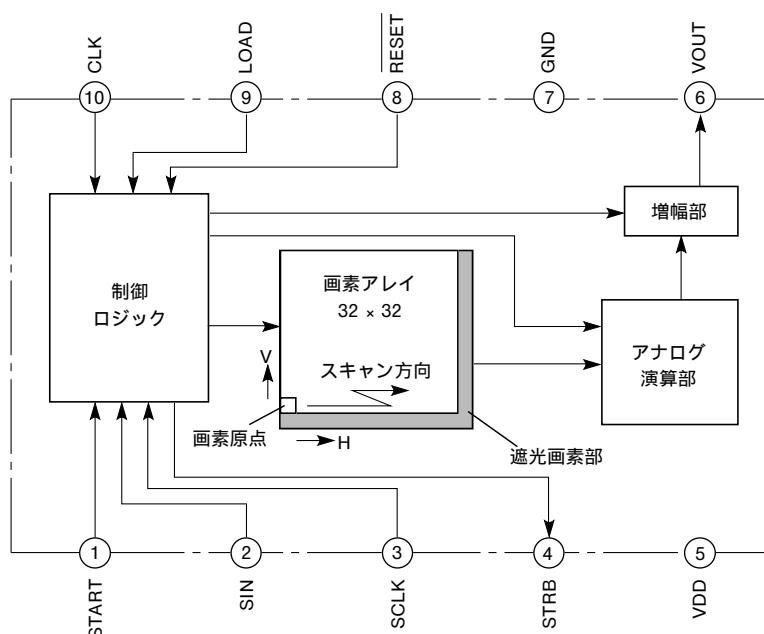 CLK
LOAD
RESET
GND
VOUT
10
9
8
7
6
増幅部
制御
ロジック
画素アレイ
32 × 32
アナログ
演算部
V
スキャン方向
画素原点
H
遮光画素部
1
2
3
4
5
START
SIN
SCLK
STRB
VDD